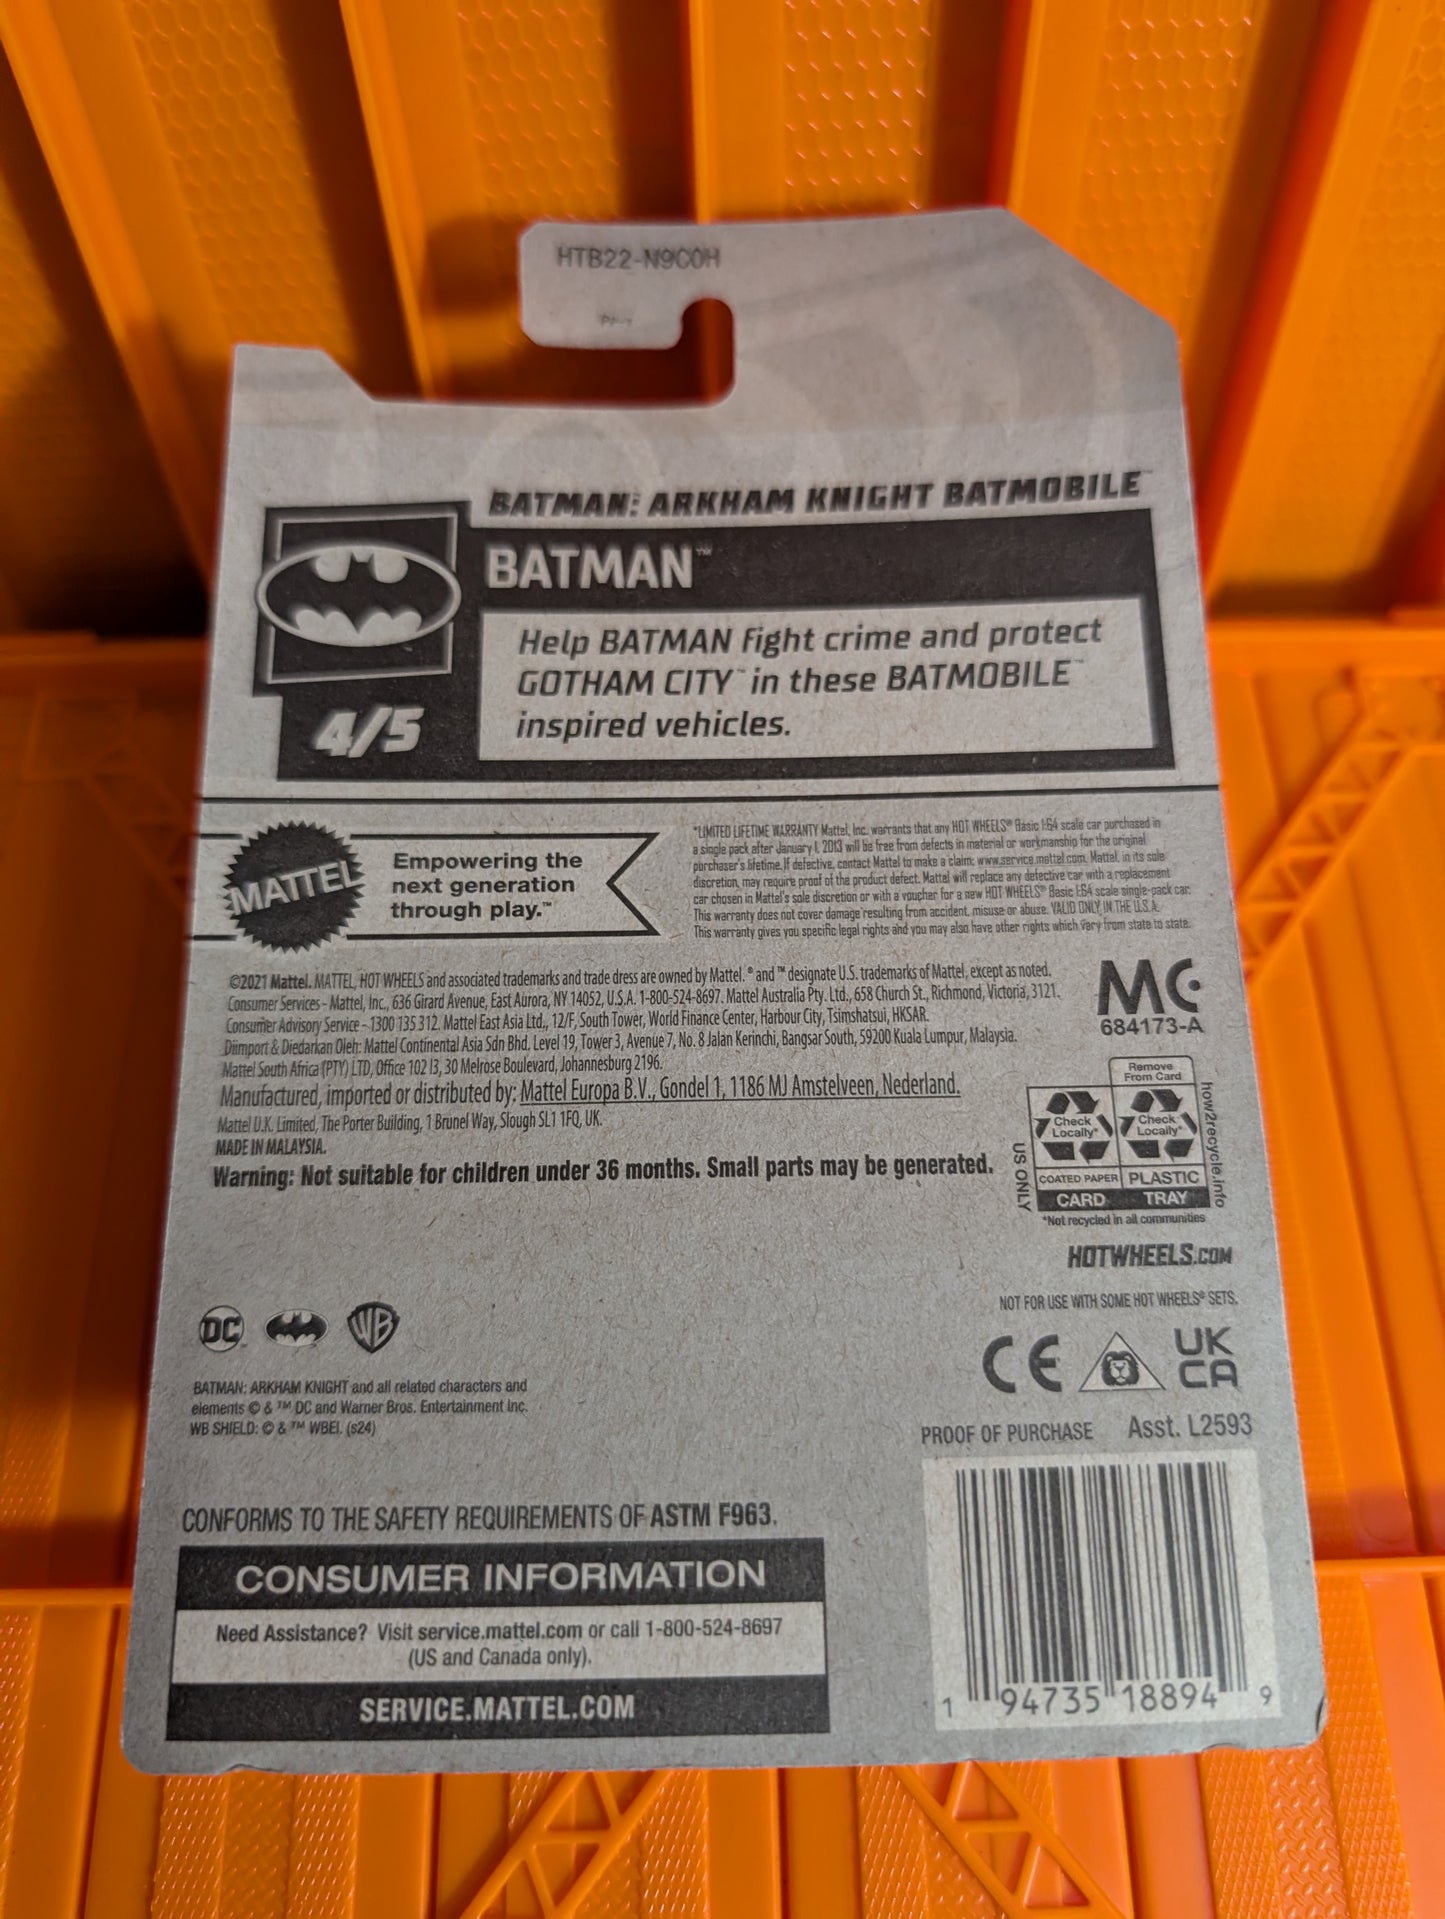 HTB22-N9C0H
BATMAN: ARKHAM KNIGHT BATMOBILE™
BATMAN™
Help BATMAN fight crime and protect
GOTHAM CITY™ in these BATMOBILE™
inspired vehicles.
4/5
MATTEL
Empowering the
next generation
through play.™
*LIMITED LIFETIME WARRANTY Mattel, Inc. warrants that any HOT WHEELS® Basic 1:64 scale car purchased in
a single pack after January 1, 2013 will be free from defects in material or workmanship for the original
purchaser's lifetime. If defective, contact Mattel to make a claim: www.service.mattel.com. Mattel, in its sole
discretion, may require proof of the product defect. Mattel will replace any defective car with a replacement
car chosen in Mattel's sole discretion or with a voucher for a new HOT WHEELS® Basic 1:64 scale single-pack car.
This warranty does not cover damage resulting from accident, misuse or abuse. VALID ONLY IN THE U.S.A.
This warranty gives you specific legal rights and you may also have other rights which vary from state to state.
©2021 Mattel. MATTEL, HOT WHEELS and associated trademarks and trade dress are owned by Mattel. ® and ™ designate U.S. trademarks of Mattel, except as noted.
Consumer Services - Mattel, Inc., 636 Girard Avenue, East Aurora, NY 14052, U.S.A. 1-800-524-8697. Mattel Australia Pty. Ltd., 658 Church St., Richmond, Victoria, 3121.
Consumer Advisory Service - 1300 135 312. Mattel East Asia Ltd., 12/F, South Tower, World Finance Center, Harbour City, Tsimshatsui, HKSAR.
Diimport & Diedarkan Oleh: Mattel Continental Asia Sdn Bhd. Level 19, Tower 3, Avenue 7, No. 8 Jalan Kerinchi, Bangsar South, 59200 Kuala Lumpur, Malaysia.
Mattel South Africa (PTY) LTD, Office 102 I3, 30 Melrose Boulevard, Johannesburg 2196.
Manufactured, imported or distributed by: Mattel Europa B.V., Gondel 1, 1186 MJ Amstelveen, Nederland.
Mattel U.K. Limited, The Porter Building, 1 Brunel Way, Slough SL1 1FQ, UK.
MADE IN MALAYSIA.
Warning: Not suitable for children under 36 months. Small parts may be generated.
MC
684173-A
Remove
From Card
Check
Locally*
Check
Locally*
COATED PAPER
PLASTIC
CARD
TRAY
US ONLY
how2recycle.info
*Not recycled in all communities
HOTWHEELS.COM
NOT FOR USE WITH SOME HOT WHEELS® SETS.
CE
UK
CA
DC
WB
BATMAN: ARKHAM KNIGHT and all related characters and
elements © & ™ DC and Warner Bros. Entertainment Inc.
WB SHIELD: © & ™ WBEI. (s24)
PROOF OF PURCHASE Asst. L2593
CONFORMS TO THE SAFETY REQUIREMENTS OF ASTM F963.
CONSUMER INFORMATION
Need Assistance? Visit service.mattel.com or call 1-800-524-8697
(US and Canada only).
SERVICE.MATTEL.COM
1 94735 18894 9